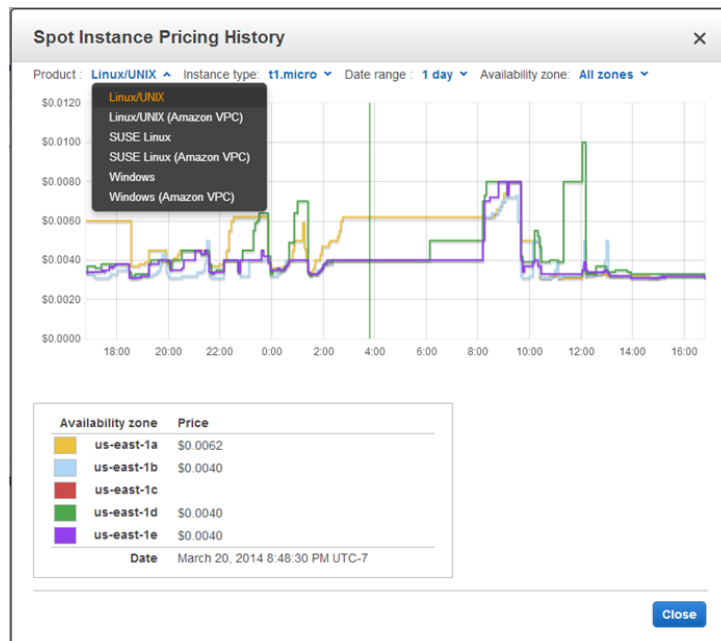 Spot Instance Pricing History
Product : Linux/UNIX Instance type: t1.micro Date range : 1 day Availability zone: All zones
Linux/UNIX
Linux/UNIX (Amazon VPC)
SUSE Linux
SUSE Linux (Amazon VPC)
Windows
Windows (Amazon VPC)
$0.0120
$0.0100
$0.0080
$0.0060
$0.0040
$0.0020
$0.0000
18:00 20:00 22:00 0:00 2:00 4:00 6:00 8:00 10:00 12:00 14:00 16:00
Availability zone Price
us-east-1a $0.0062
us-east-1b $0.0040
us-east-1c
us-east-1d $0.0040
us-east-1e $0.0040
Date March 20, 2014 8:48:30 PM UTC-7
Close